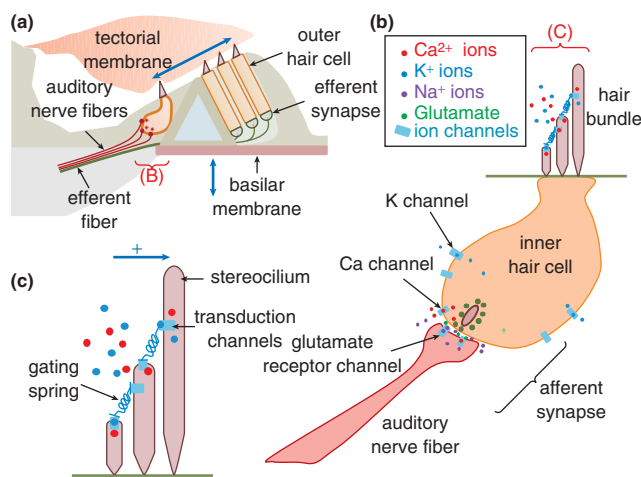 (a)
tectorial
membrane
outer
hair cell
auditory
nerve fibers
efferent
synapse
(B)
efferent
fiber
basilar
membrane
(b)
(C)
Ca²⁺ ions
K⁺ ions
Na⁺ ions
Glutamate
ion channels
hair
bundle
K channel
inner
hair cell
Ca channel
glutamate
receptor channel
afferent
synapse
auditory
nerve fiber
(c)
+
stereocilium
transduction
channels
gating
spring